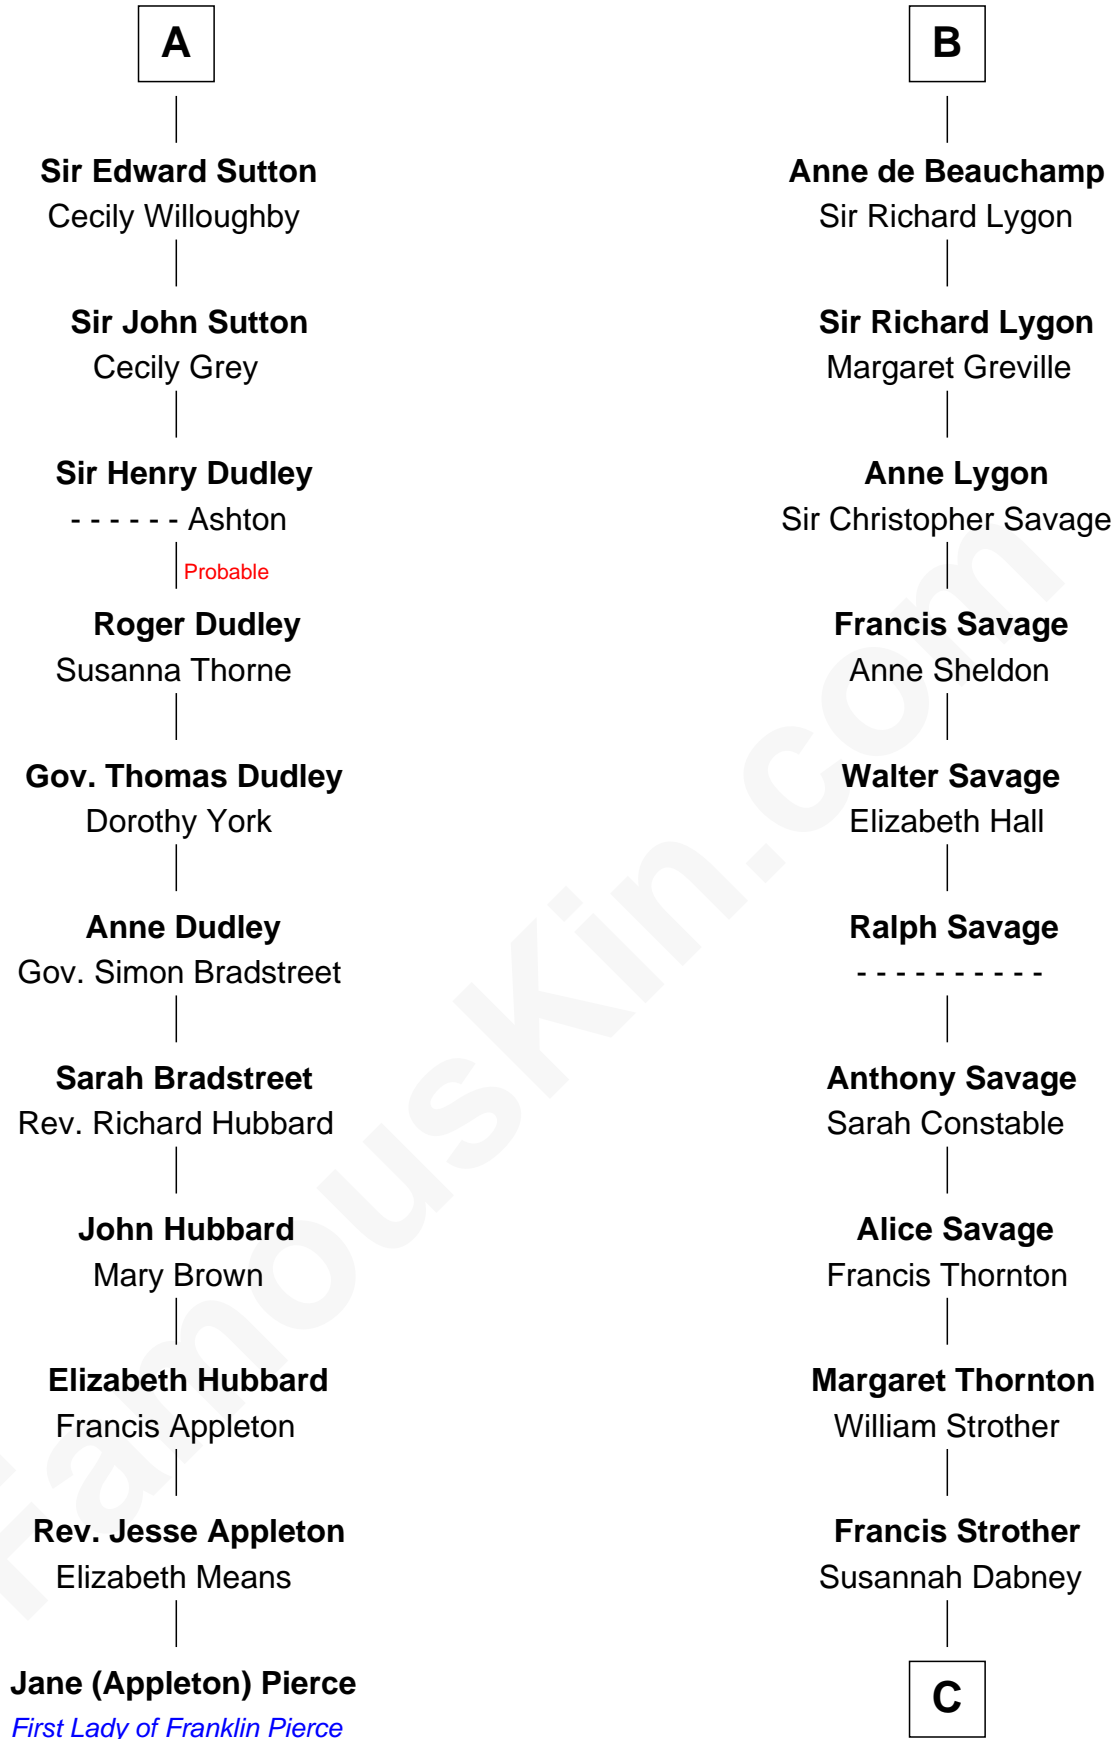 A
Sir Edward Sutton
Cecily Willoughby
Sir John Sutton
Cecily Grey
Sir Henry Dudley
- - - - - - Ashton
Probable
Roger Dudley
Susanna Thorne
Gov. Thomas Dudley
Dorothy York
Anne Dudley
Gov. Simon Bradstreet
Sarah Bradstreet
Rev. Richard Hubbard
John Hubbard
Mary Brown
Elizabeth Hubbard
Francis Appleton
Rev. Jesse Appleton
Elizabeth Means
Jane (Appleton) Pierce
First Lady of Franklin Pierce
B
Anne de Beauchamp
Sir Richard Lygon
Sir Richard Lygon
Margaret Greville
Anne Lygon
Sir Christopher Savage
Francis Savage
Anne Sheldon
Walter Savage
Elizabeth Hall
Ralph Savage
- - - - - - - - - -
Anthony Savage
Sarah Constable
Alice Savage
Francis Thornton
Margaret Thornton
William Strother
Francis Strother
Susannah Dabney
C
FamousKin.com